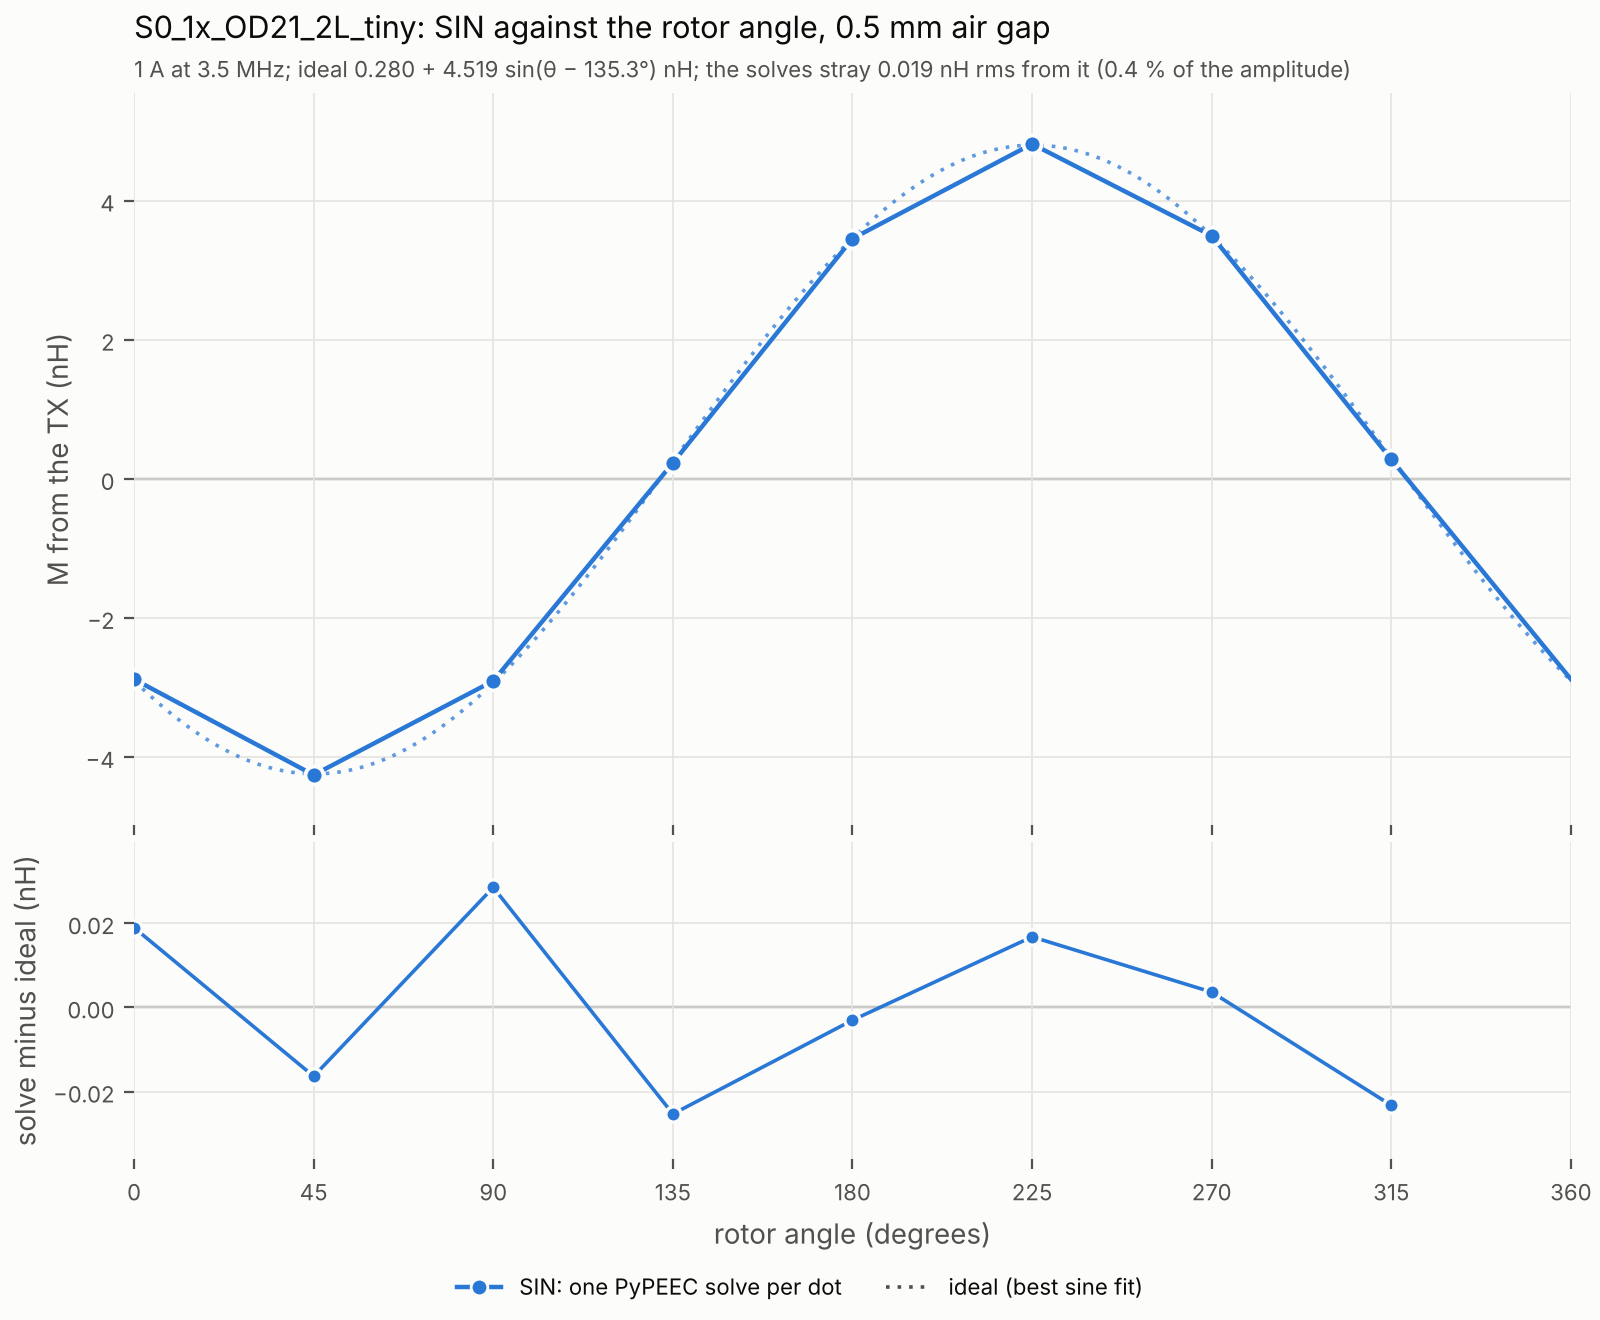 S0_1x_OD21_2L_tiny: SIN against the rotor angle, 0.5 mm air gap
1 A at 3.5 MHz; ideal 0.280 + 4.519 sin(θ − 135.3°) nH; the solves stray 0.019 nH rms from it (0.4 % of the amplitude)
M from the TX (nH)
4
2
0
−2
−4
solve minus ideal (nH)
0.02
0.00
−0.02
0 45 90 135 180 225 270 315 360
rotor angle (degrees)
SIN: one PyPEEC solve per dot
ideal (best sine fit)